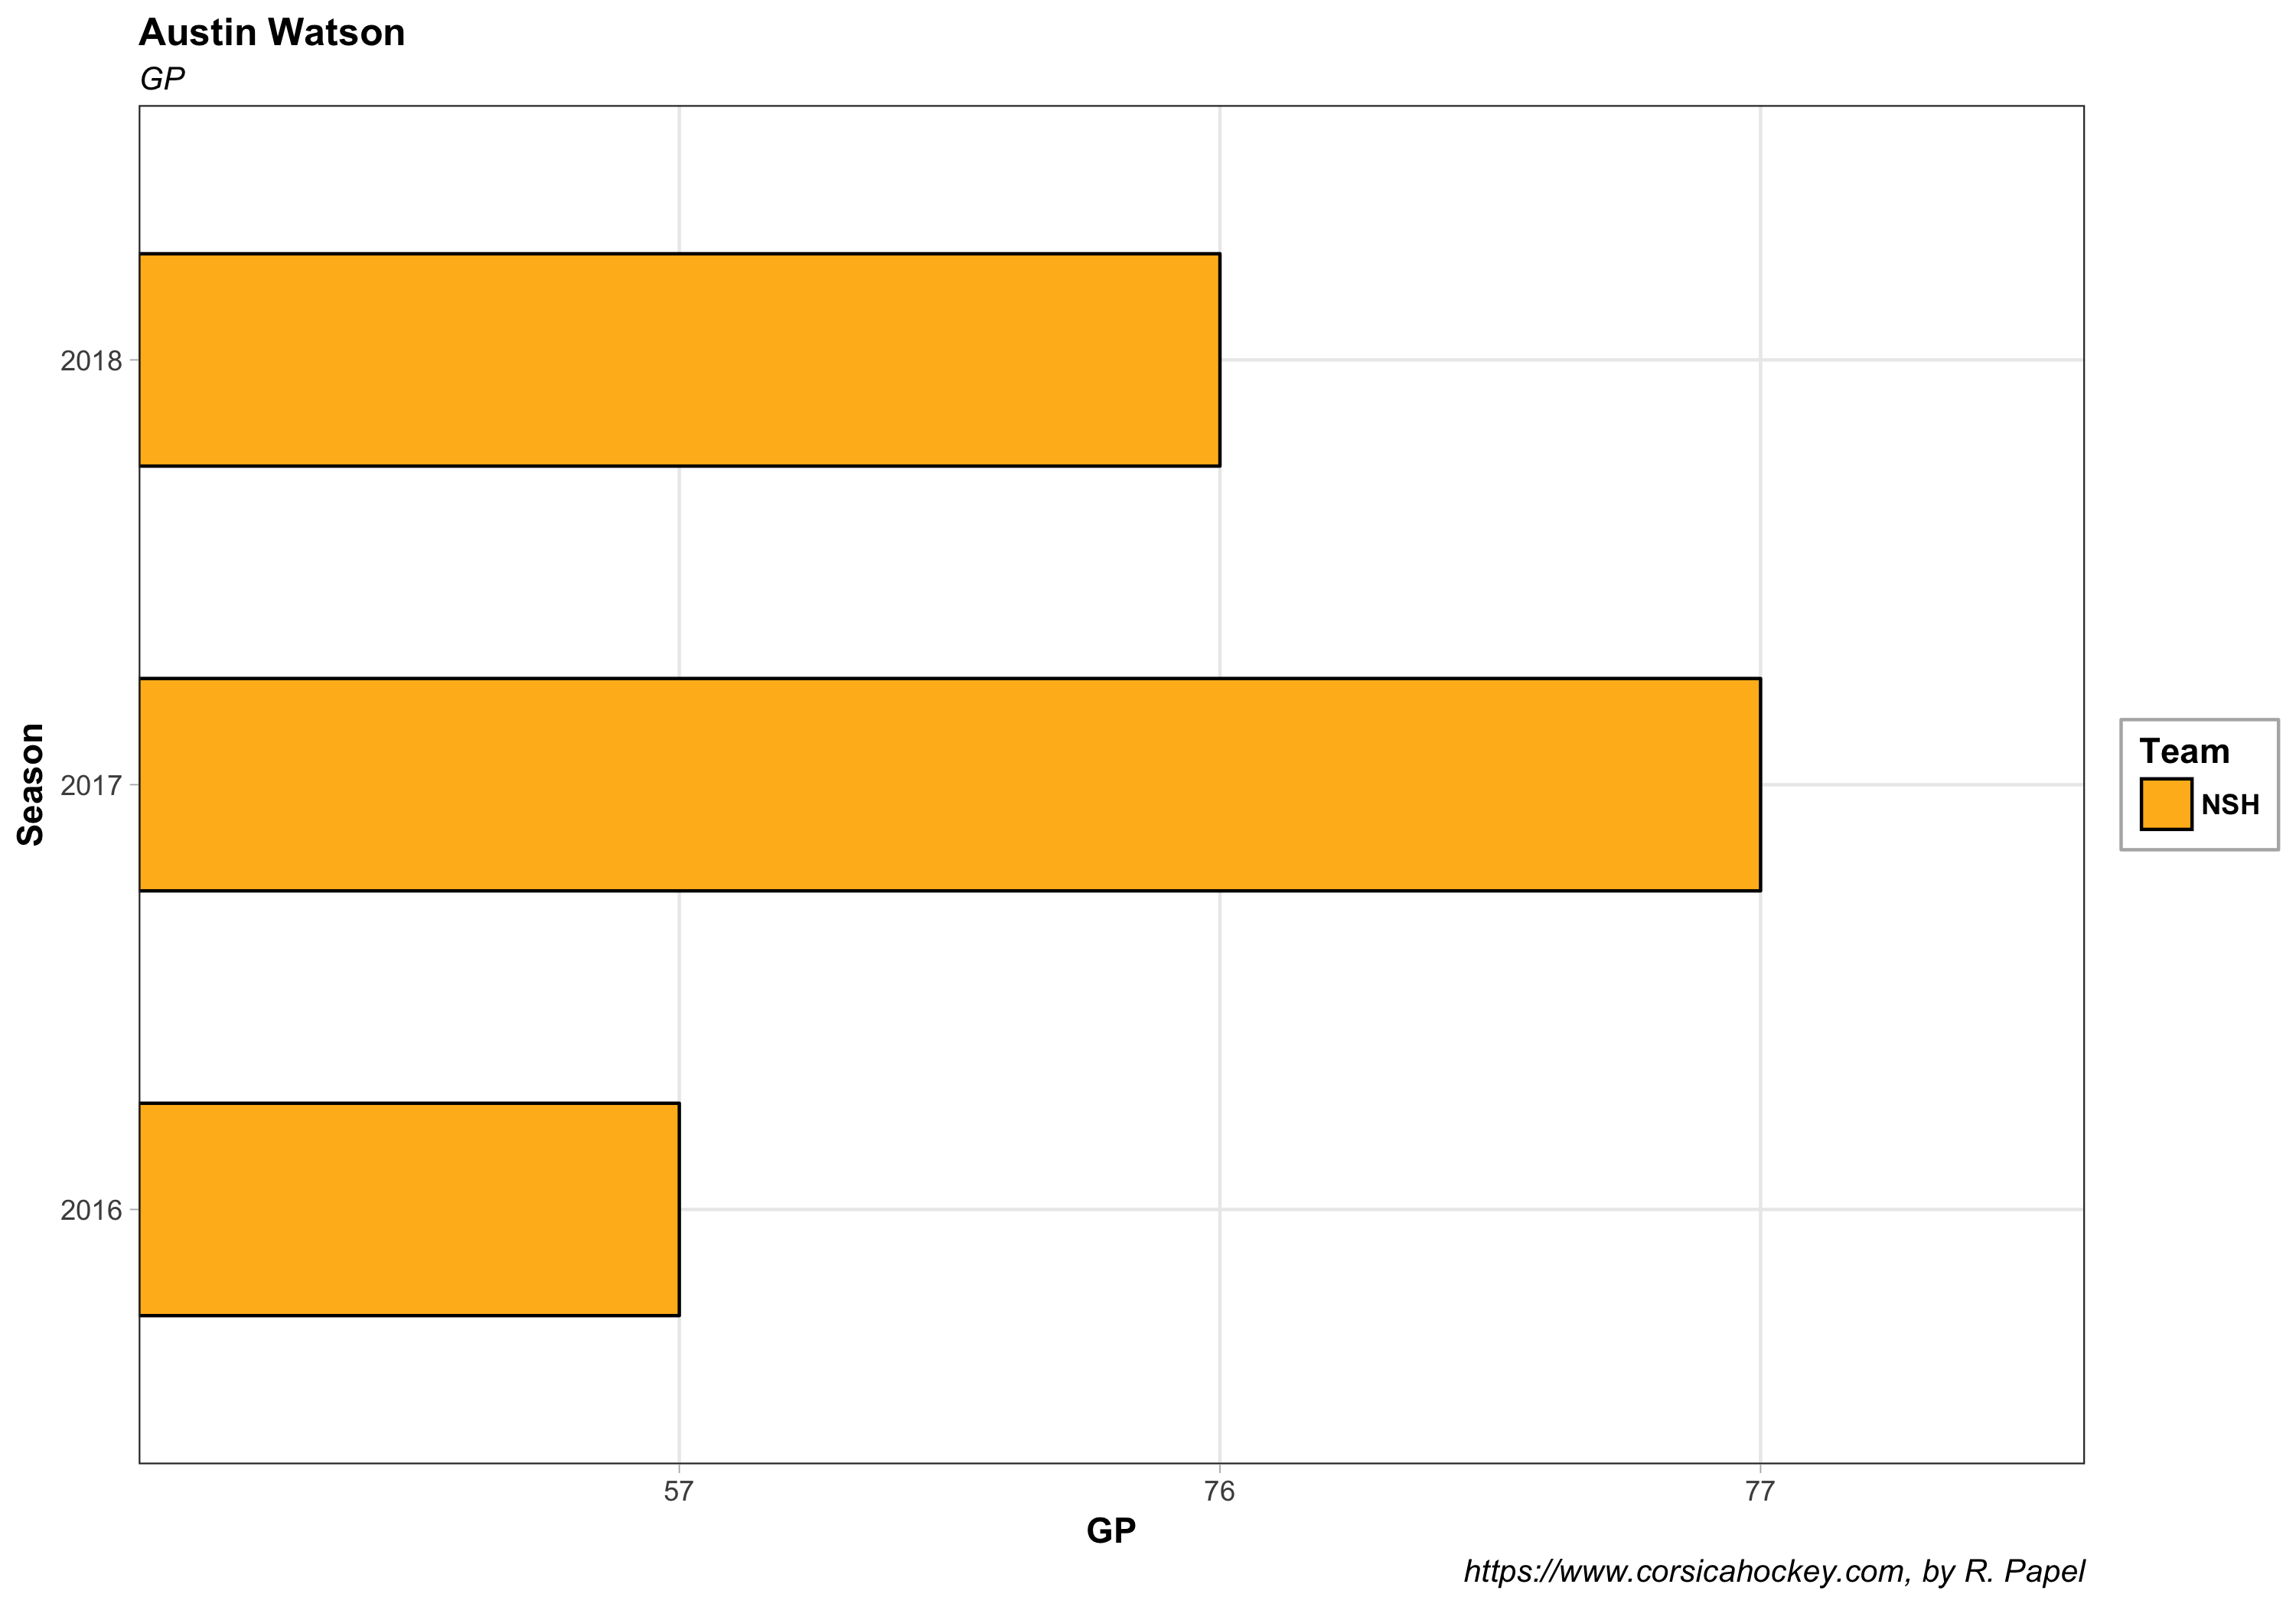 Austin Watson
GP
2018
2017
2016
Season
57 76 77
GP
Team
NSH
https://www.corsicahockey.com, by R. Papel